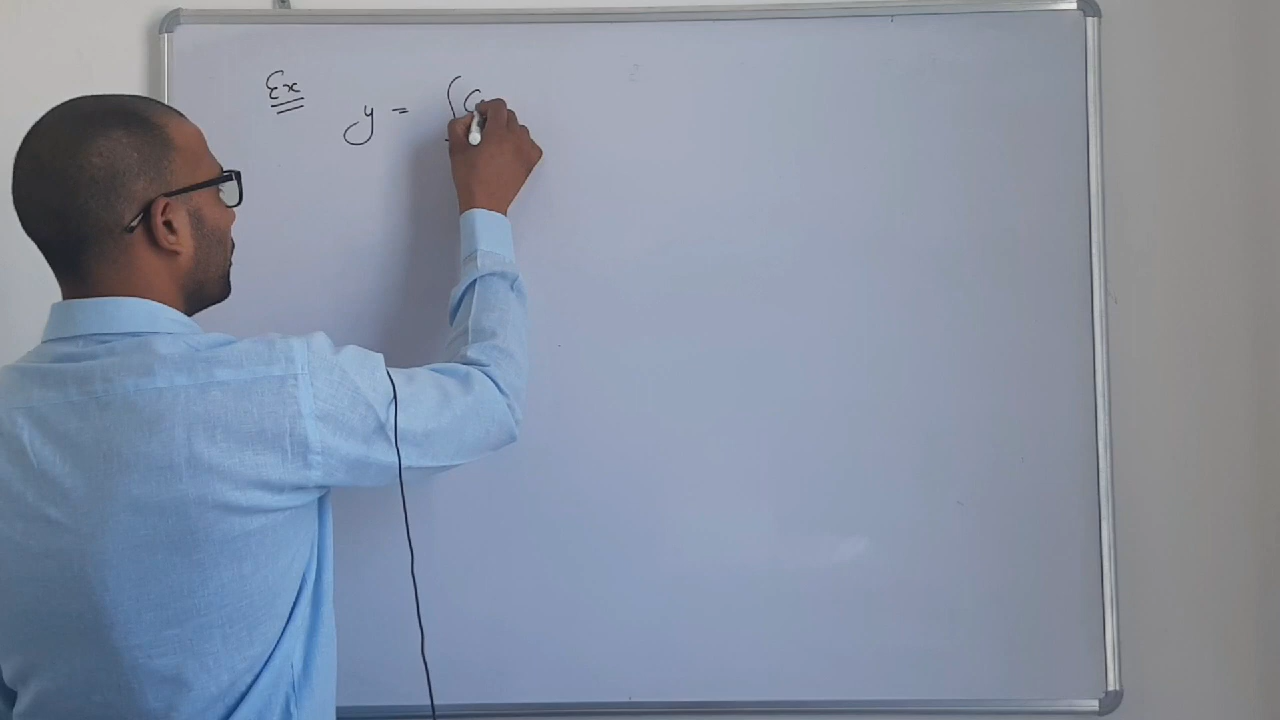 Ex
y = (C